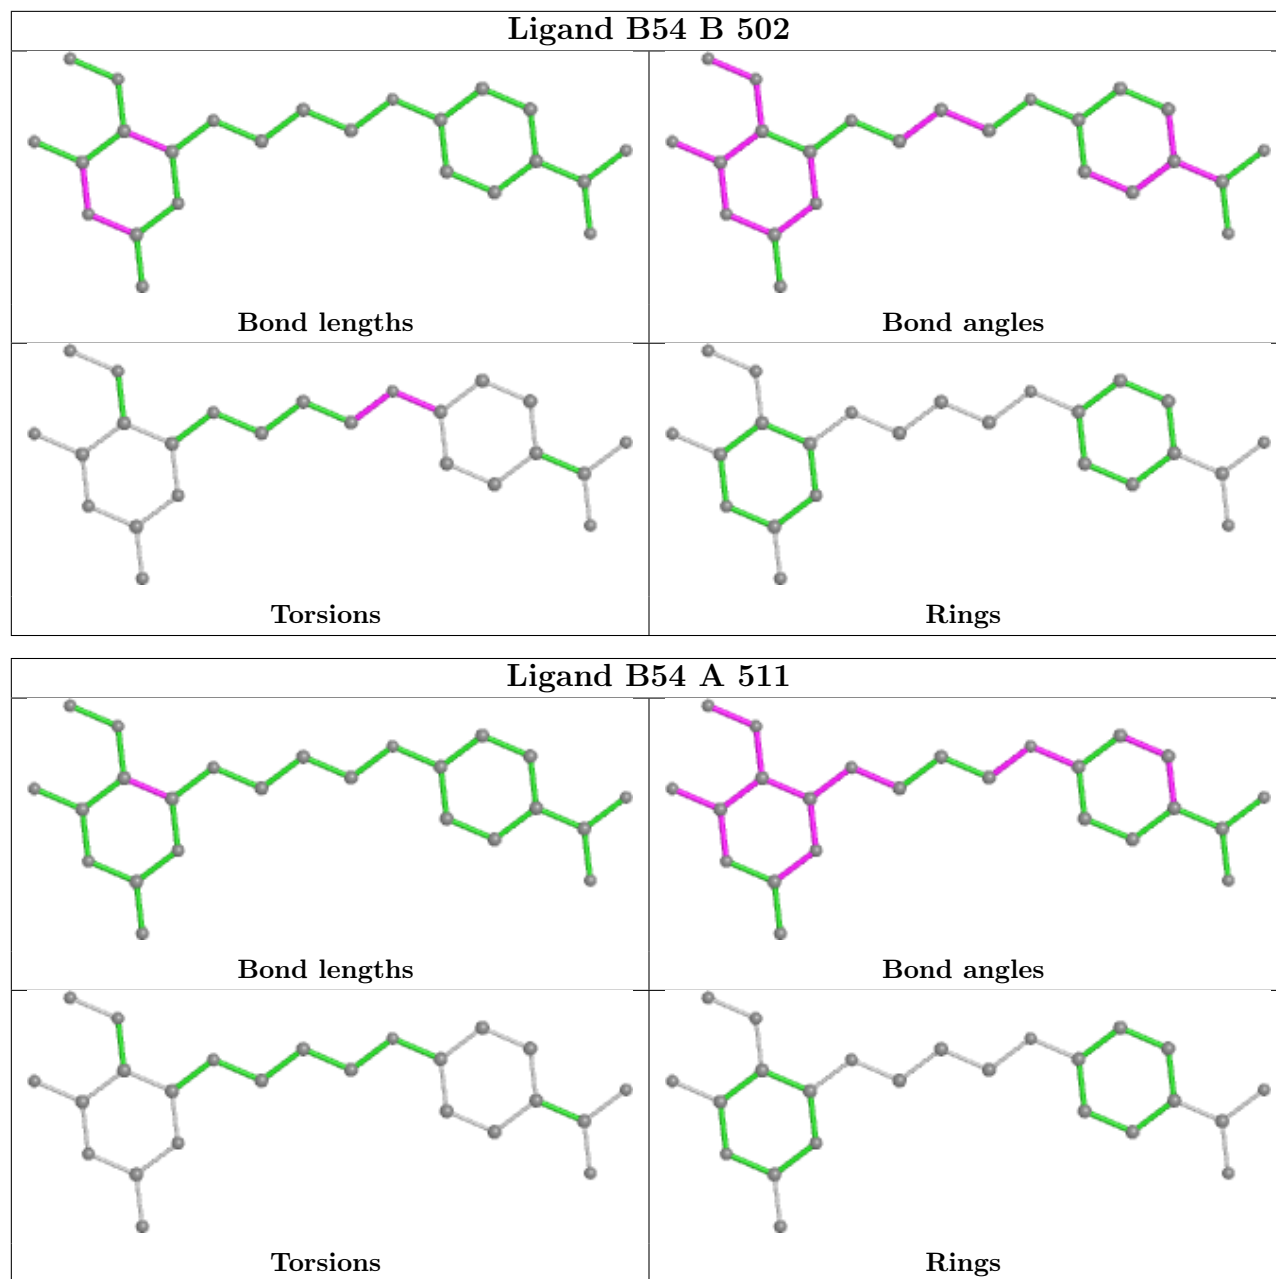 Ligand B54 B 502
Bond lengths
Bond angles
Torsions
Rings
Ligand B54 A 511
Bond lengths
Bond angles
Torsions
Rings